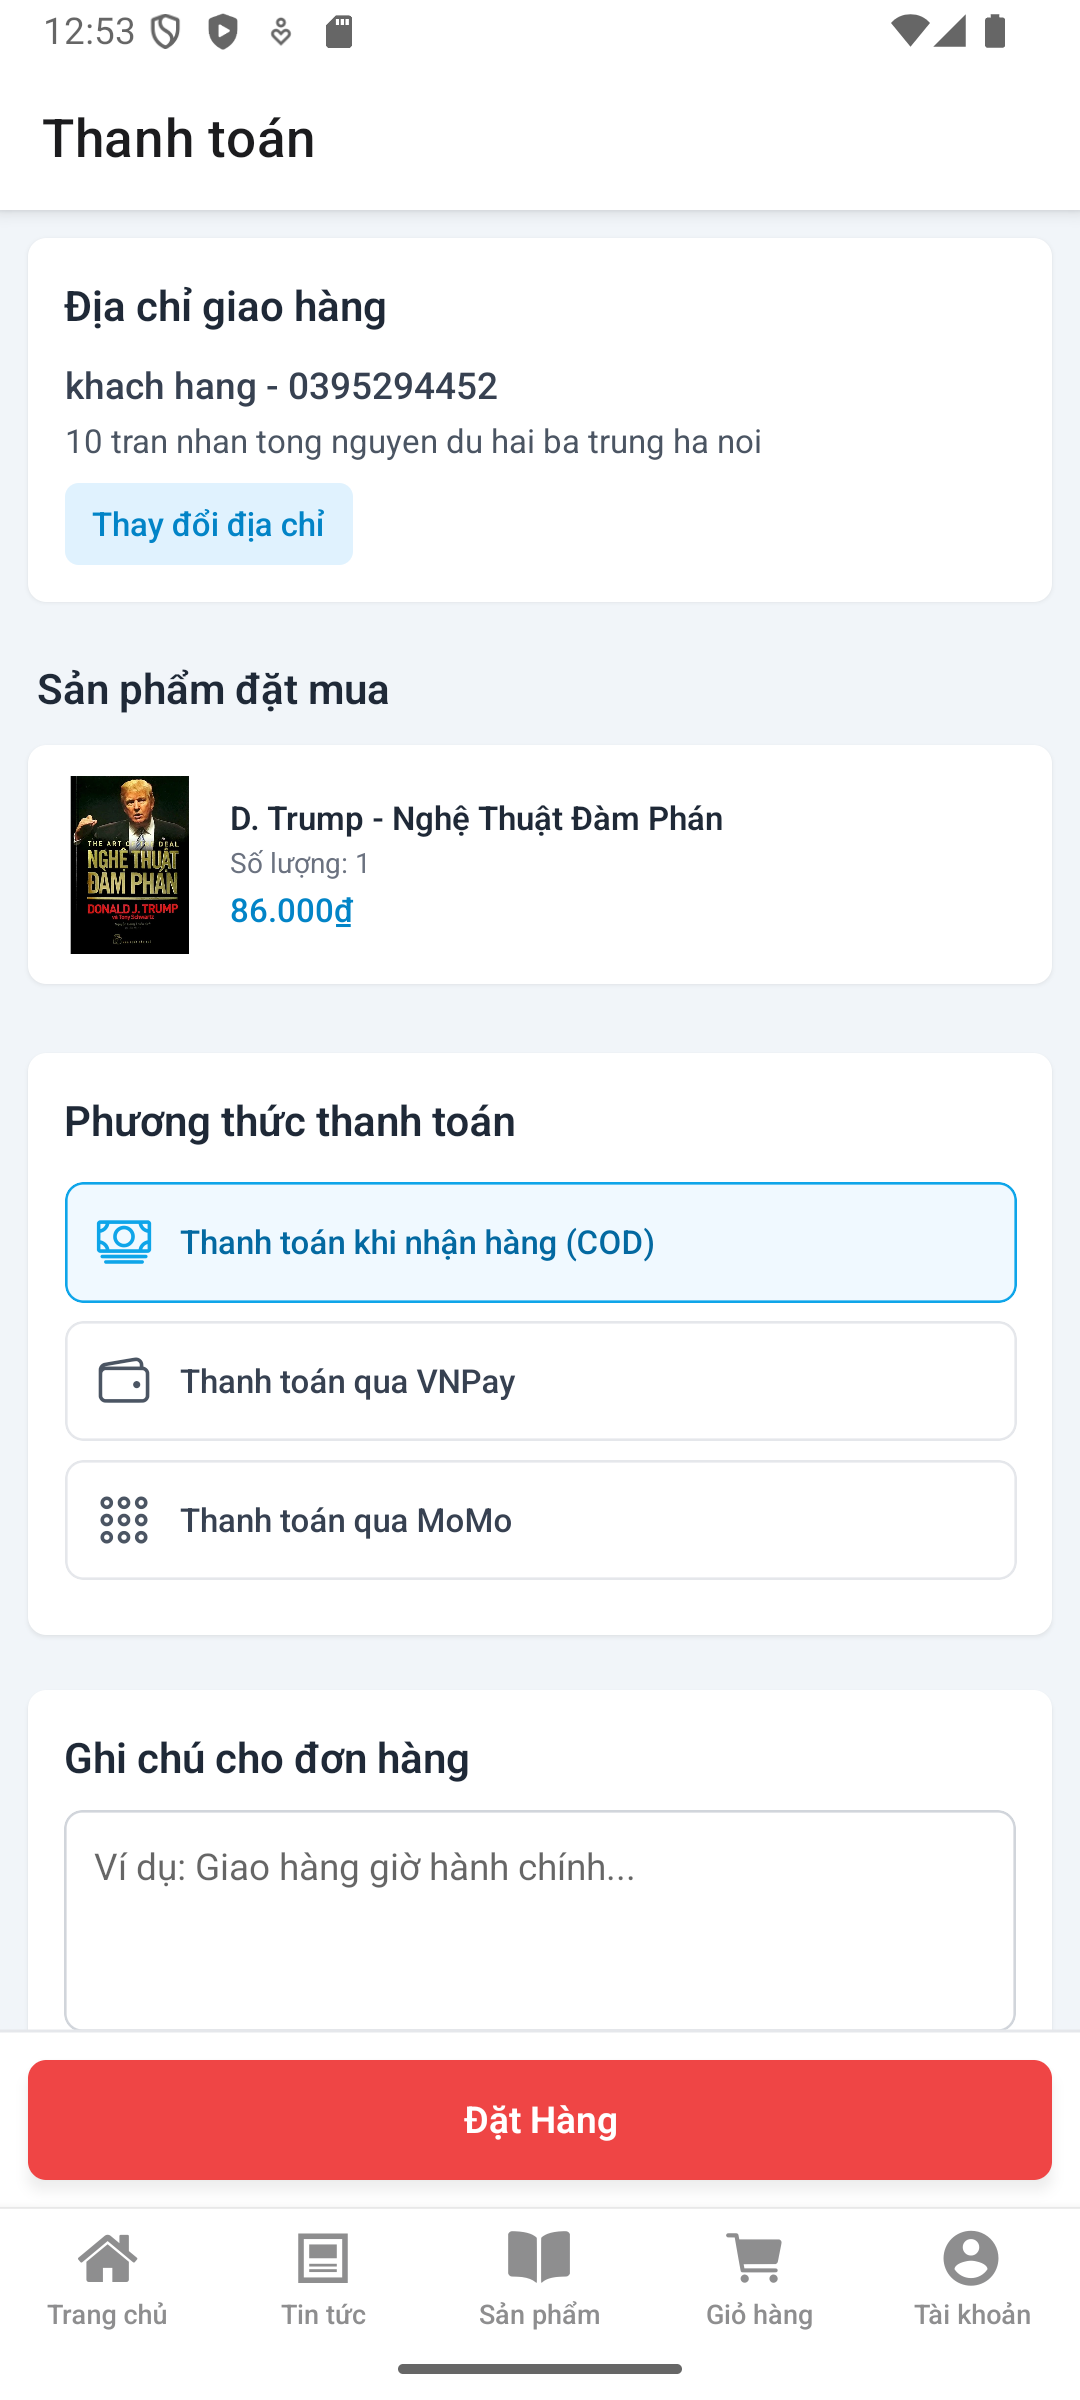 12:53
Thanh toán
Địa chỉ giao hàng
khach hang - 0395294452
10 tran nhan tong nguyen du hai ba trung ha noi
Thay đổi địa chỉ
Sản phẩm đặt mua
THE ART OF THE DEAL
NGHỆ THUẬT
ĐÀM PHÁN
DONALD J. TRUMP
và Tony Schwartz
D. Trump - Nghệ Thuật Đàm Phán
Số lượng: 1
86.000₫
Phương thức thanh toán
Thanh toán khi nhận hàng (COD)
Thanh toán qua VNPay
Thanh toán qua MoMo
Ghi chú cho đơn hàng
Ví dụ: Giao hàng giờ hành chính...
Đặt Hàng
Trang chủ
Tin tức
Sản phẩm
Giỏ hàng
Tài khoản